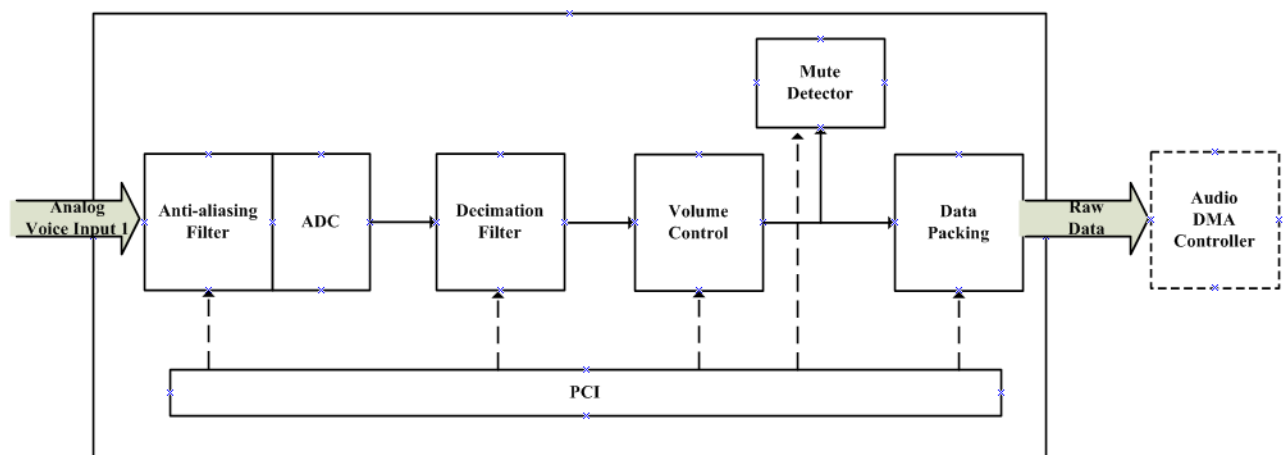 Mute
Detector
Analog
Voice Input 1
Anti-aliasing
Filter
ADC
Decimation
Filter
Volume
Control
Data
Packing
Raw
Data
Audio
DMA
Controller
PCI